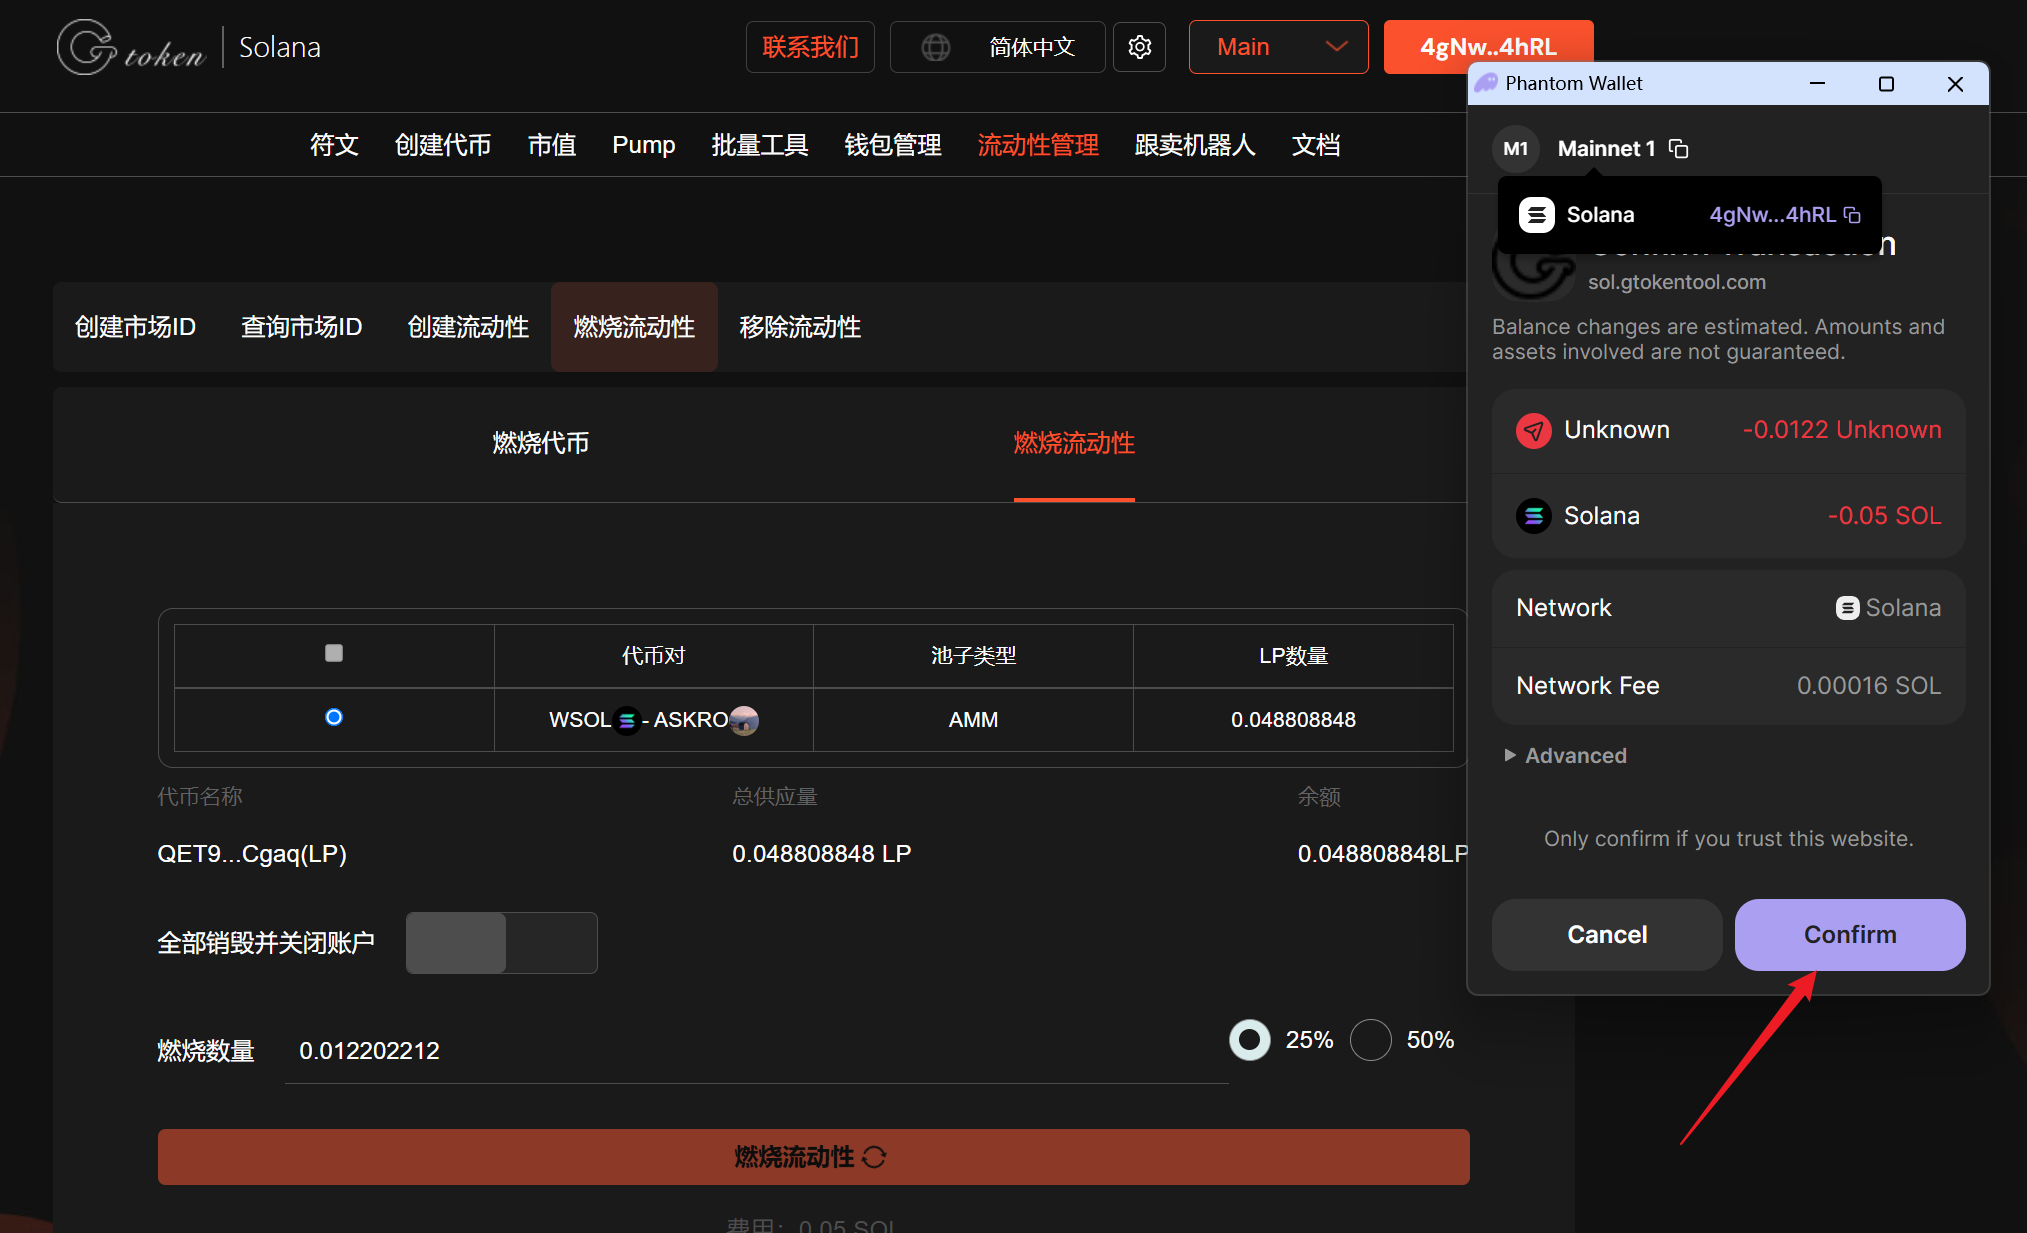 Gtoken | Solana
联系我们
简体中文
Main
4gNw..4hRL
符文
创建代币
市值
Pump
批量工具
钱包管理
流动性管理
跟卖机器人
文档
创建市场ID
查询市场ID
创建流动性
燃烧流动性
移除流动性
燃烧代币
燃烧流动性
代币对
池子类型
LP数量
WSOL - ASKRO
AMM
0.048808848
代币名称
总供应量
余额
QET9...Cgaq(LP)
0.048808848 LP
0.048808848LP
全部销毁并关闭账户
燃烧数量
0.012202212
25%
50%
燃烧流动性
费用：0.05 SOL
Phantom Wallet
M1
Mainnet 1
Solana
4gNw...4hRL
sol.gtokentool.com
Balance changes are estimated. Amounts and
assets involved are not guaranteed.
Unknown
-0.0122 Unknown
Solana
-0.05 SOL
Network
Solana
Network Fee
0.00016 SOL
Advanced
Only confirm if you trust this website.
Cancel
Confirm